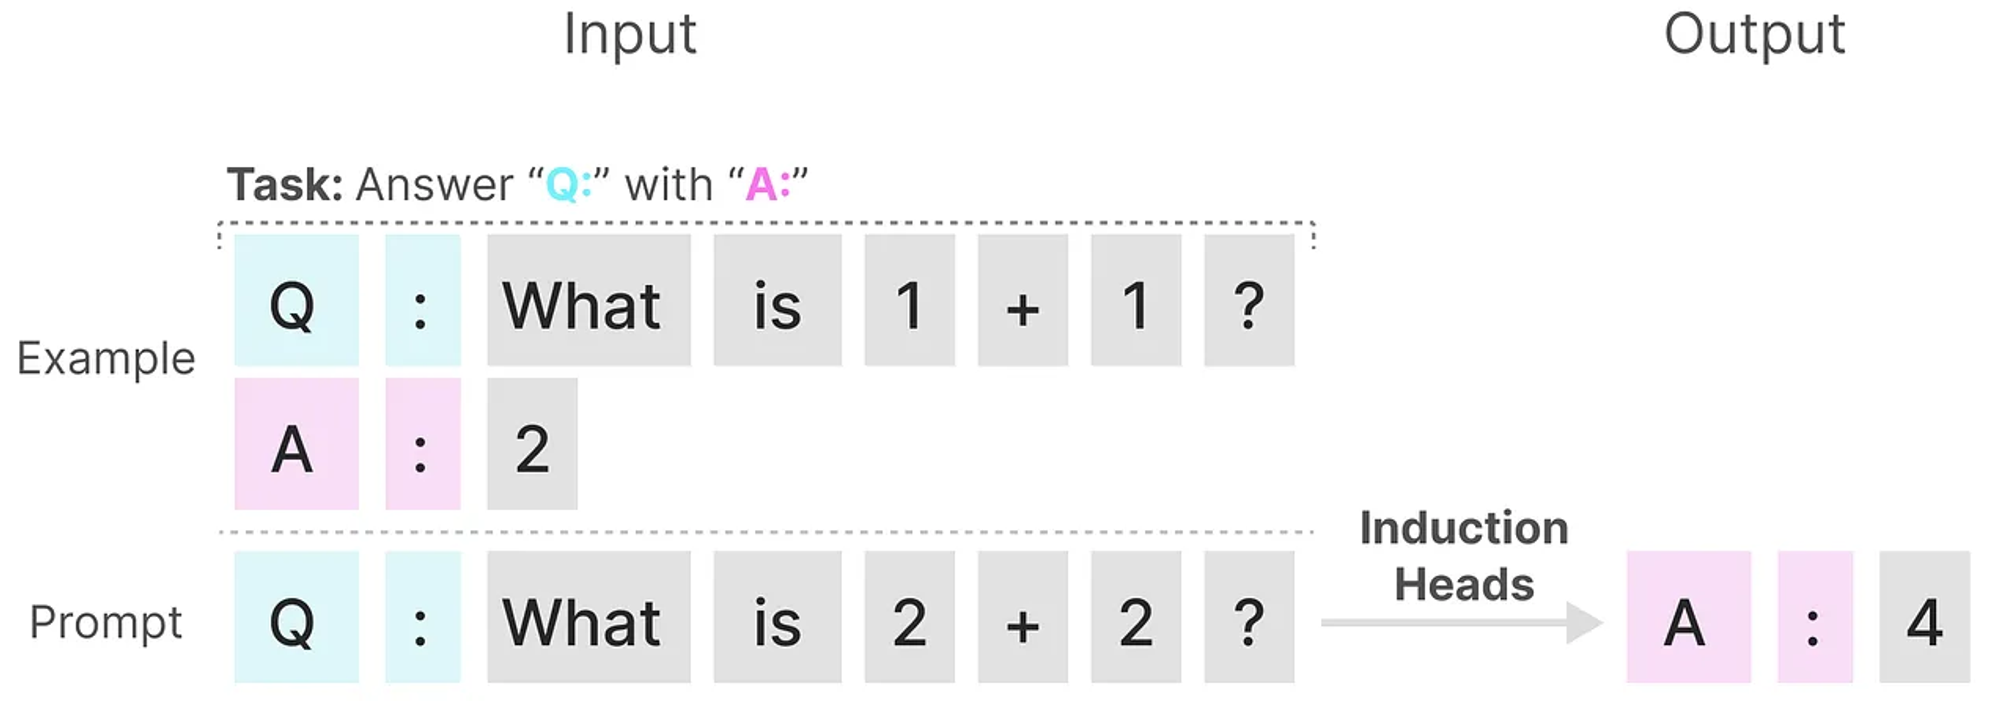 Input
Output
Task: Answer “Q:” with “A:”
Example
Q : What is 1 + 1 ?
A : 2
Prompt
Q : What is 2 + 2 ?
Induction
Heads
A : 4